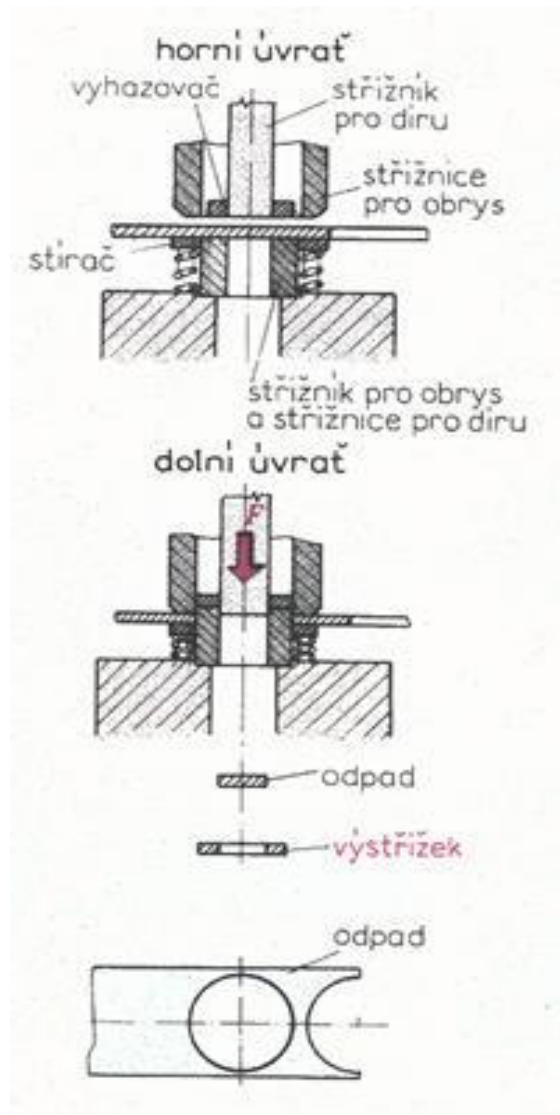 horní úvrať
vyhazovač
střižník
pro díru
střižnice
pro obrys
stírač
střižník pro obrys
a střižnice pro díru
dolní úvrať
F
odpad
výstřižek
odpad